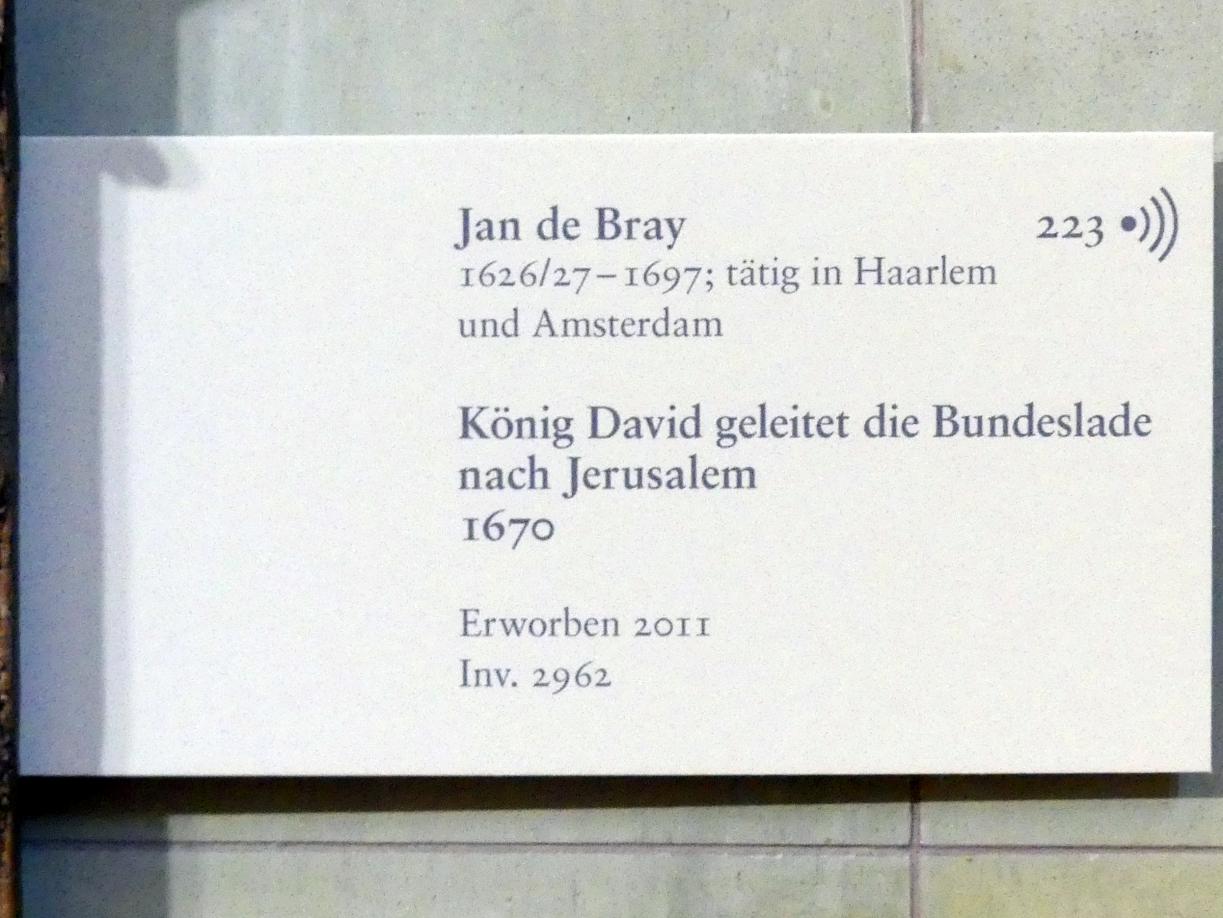 Jan de Bray 223
1626/27–1697; tätig in Haarlem
und Amsterdam
König David geleitet die Bundeslade
nach Jerusalem
1670
Erworben 2011
Inv. 2962